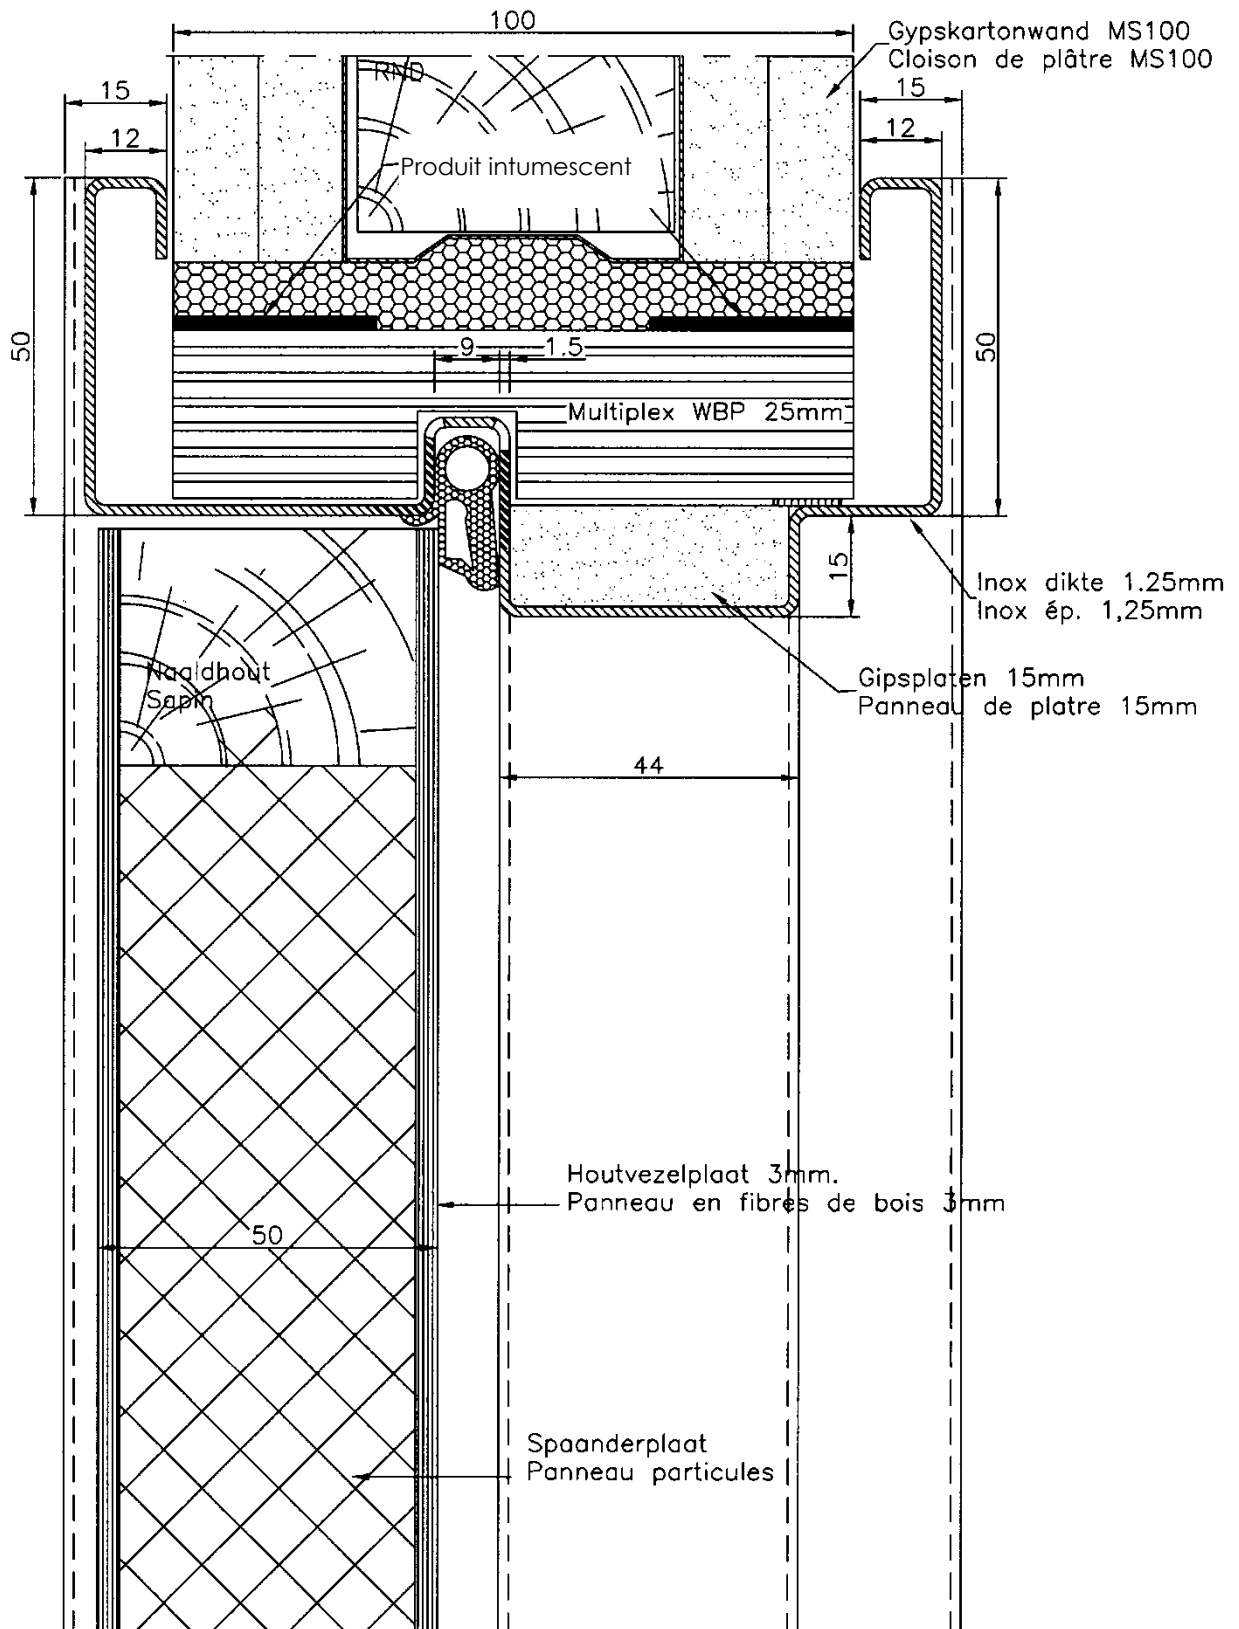 100
Gypskartonwand MS100
Cloison de plâtre MS100
15
15
12
12
RND
Produit intumescent
50
50
9
1.5
Multiplex WBP 25mm
15
Inox dikte 1.25mm
Inox ép. 1,25mm
Naaldhout
Sapin
Gipsplaten 15mm
Panneau de platre 15mm
44
Houtvezelplaat 3mm.
Panneau en fibres de bois 3mm
50
Spaanderplaat
Panneau particules